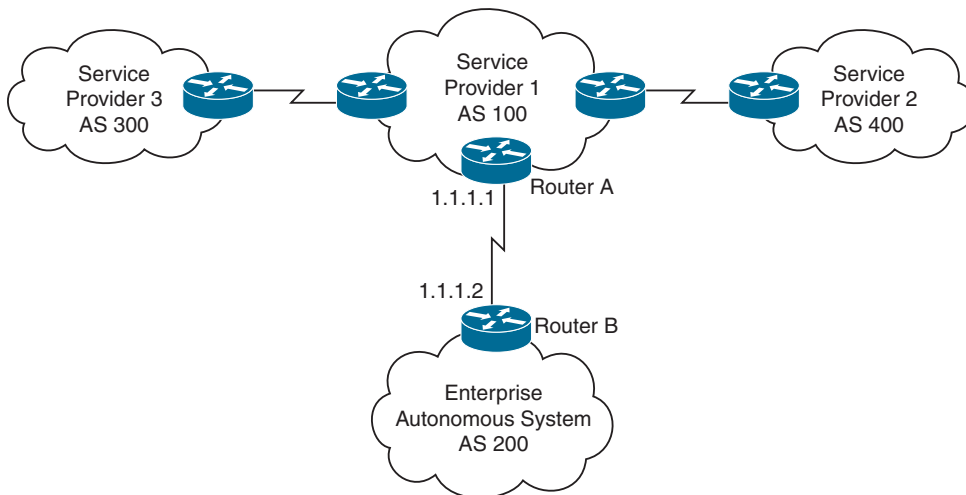 Service
Provider 3
AS 300
Service
Provider 1
AS 100
Service
Provider 2
AS 400
1.1.1.1
Router A
1.1.1.2
Router B
Enterprise
Autonomous System
AS 200